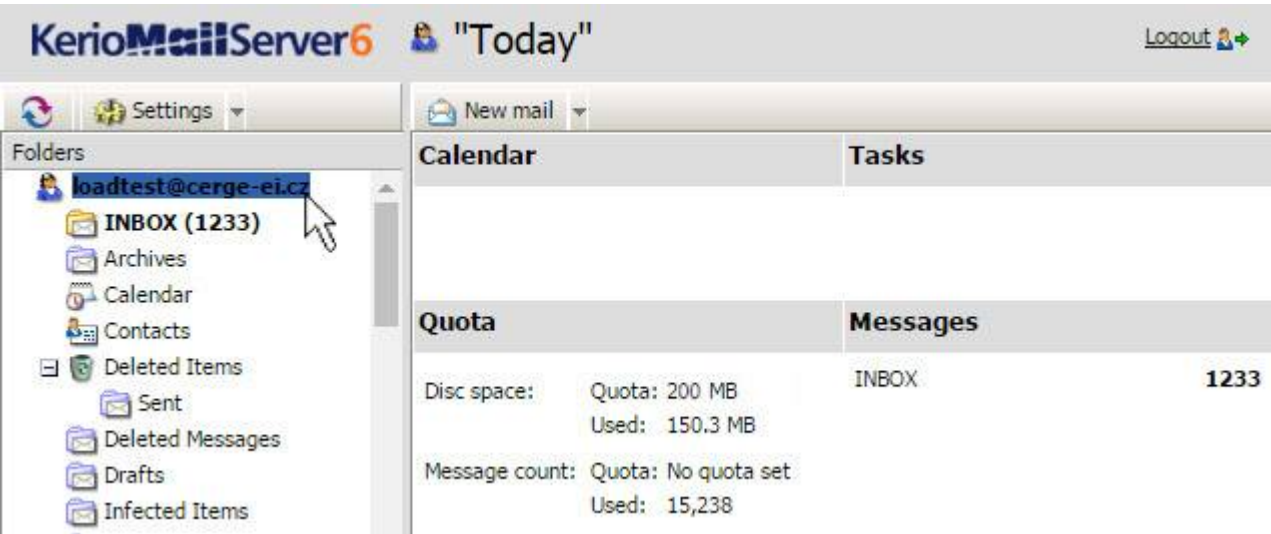 KerioMailServer6 "Today" Logout
Settings New mail
Folders
loadtest@cerge-ei.cz
INBOX (1233)
Archives
Calendar
Contacts
Deleted Items
Sent
Deleted Messages
Drafts
Infected Items
Calendar Tasks
Quota Messages
Disc space: Quota: 200 MB
Used: 150.3 MB
Message count: Quota: No quota set
Used: 15,238
INBOX 1233